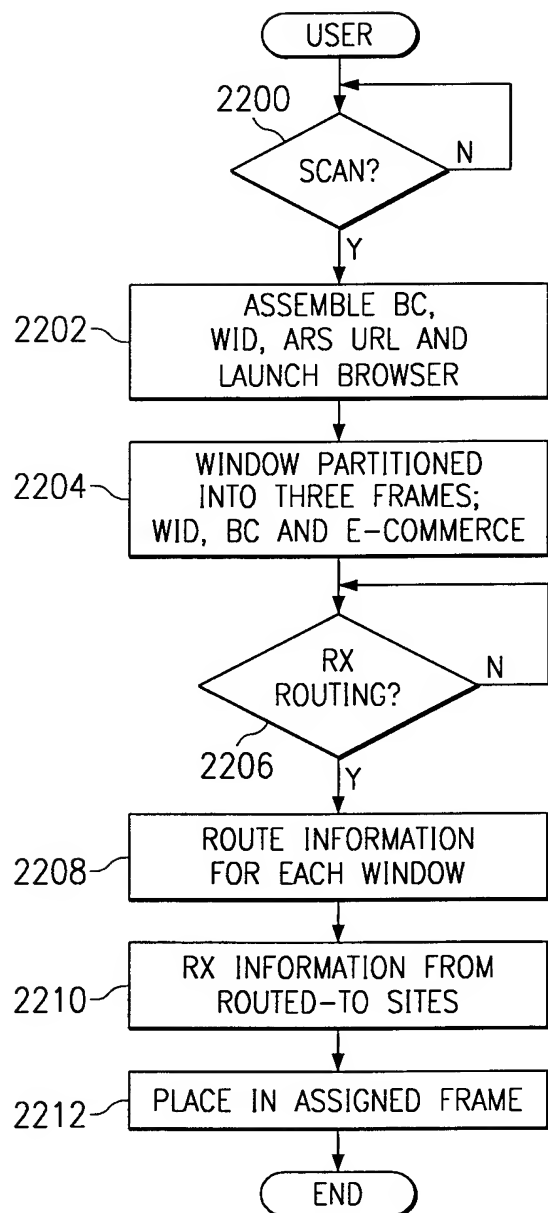 USER
2200
SCAN?
N
Y
2202
ASSEMBLE BC,
WID, ARS URL AND
LAUNCH BROWSER
2204
WINDOW PARTITIONED
INTO THREE FRAMES;
WID, BC AND E-COMMERCE
RX
ROUTING?
N
2206
Y
2208
ROUTE INFORMATION
FOR EACH WINDOW
2210
RX INFORMATION FROM
ROUTED-TO SITES
2212
PLACE IN ASSIGNED FRAME
END